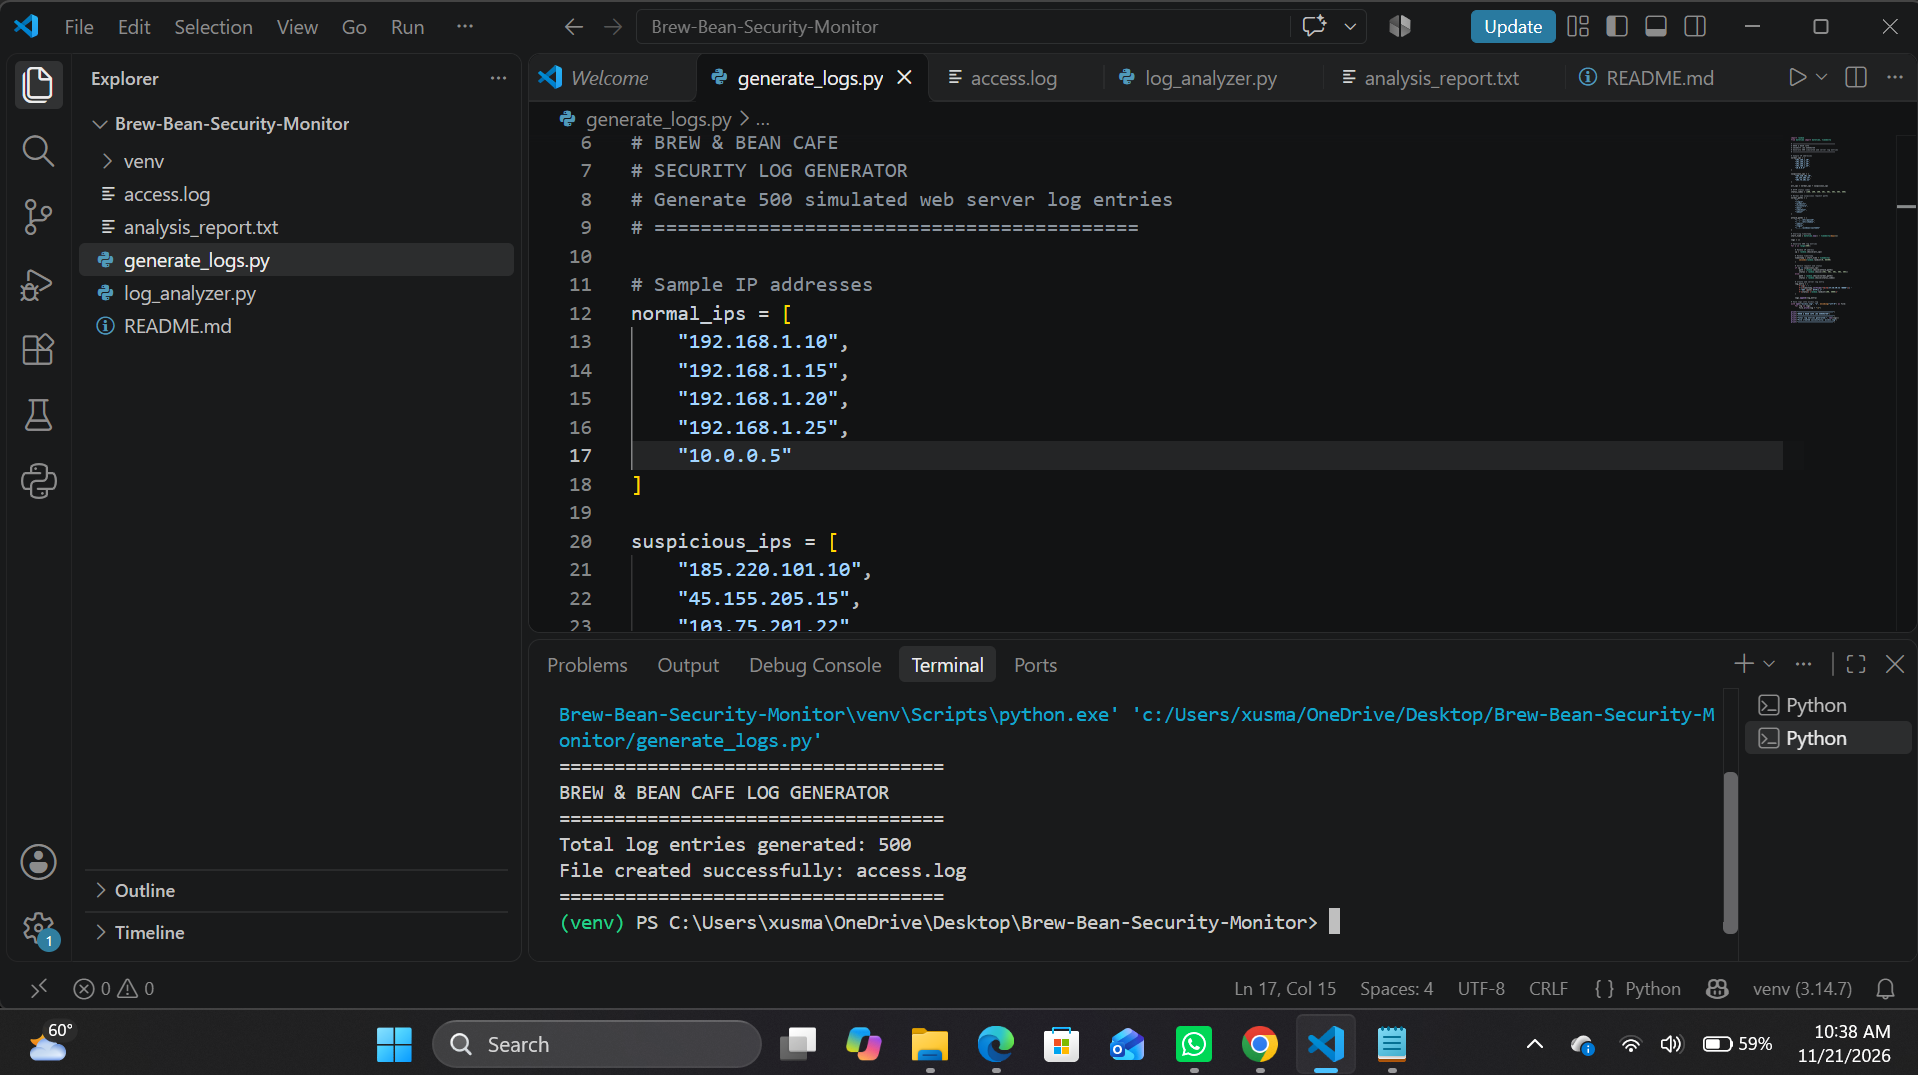 File Edit Selection View Go Run ···
Brew-Bean-Security-Monitor
Update
Explorer
Brew-Bean-Security-Monitor
venv
access.log
analysis_report.txt
generate_logs.py
log_analyzer.py
README.md
Outline
Timeline
1
Welcome
generate_logs.py
access.log
log_analyzer.py
analysis_report.txt
README.md
generate_logs.py > ...
6 # BREW & BEAN CAFE
7 # SECURITY LOG GENERATOR
8 # Generate 500 simulated web server log entries
9 # ==========================================
10
11 # Sample IP addresses
12 normal_ips = [
13     "192.168.1.10",
14     "192.168.1.15",
15     "192.168.1.20",
16     "192.168.1.25",
17     "10.0.0.5"
18 ]
19
20 suspicious_ips = [
21     "185.220.101.10",
22     "45.155.205.15",
23     "103.75.201.22"
Problems Output Debug Console Terminal Ports
Brew-Bean-Security-Monitor\venv\Scripts\python.exe' 'c:/Users/xusma/OneDrive/Desktop/Brew-Bean-Security-M
onitor/generate_logs.py'
===================================
BREW & BEAN CAFE LOG GENERATOR
===================================
Total log entries generated: 500
File created successfully: access.log
===================================
(venv) PS C:\Users\xusma\OneDrive\Desktop\Brew-Bean-Security-Monitor>
Python
Python
0 0
Ln 17, Col 15 Spaces: 4 UTF-8 CRLF { } Python venv (3.14.7)
60°
Search
59%
10:38 AM
11/21/2026